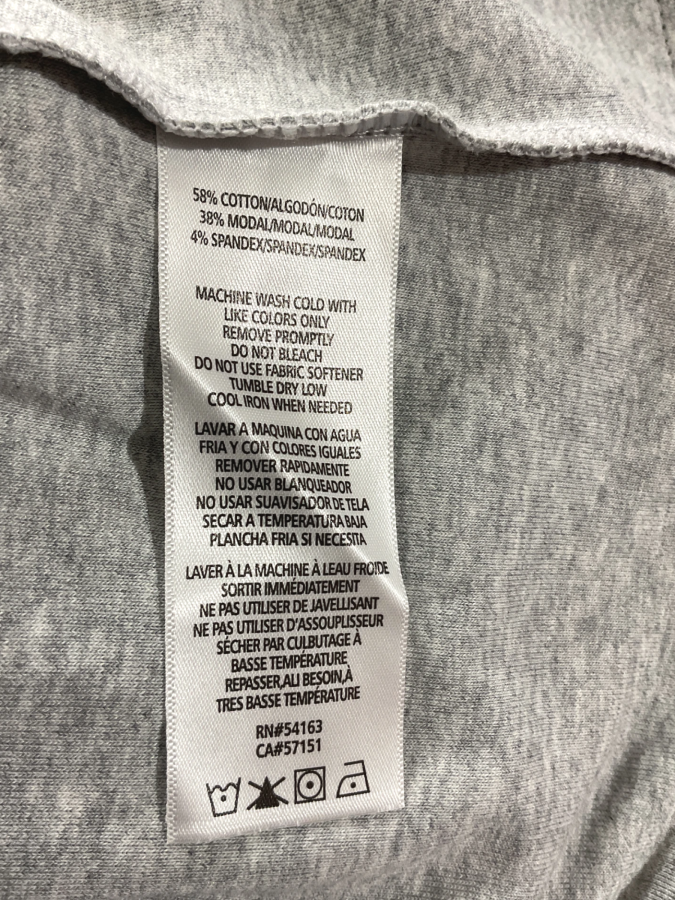 58% COTTON/ALGODÓN/COTON
38% MODAL/MODAL/MODAL
4% SPANDEX/SPANDEX/SPANDEX
MACHINE WASH COLD WITH
LIKE COLORS ONLY
REMOVE PROMPTLY
DO NOT BLEACH
DO NOT USE FABRIC SOFTENER
TUMBLE DRY LOW
COOL IRON WHEN NEEDED
LAVAR A MAQUINA CON AGUA
FRIA Y CON COLORES IGUALES
REMOVER RAPIDAMENTE
NO USAR BLANQUEADOR
NO USAR SUAVISADOR DE TELA
SECAR A TEMPERATURA BAJA
PLANCHA FRIA SI NECESITA
LAVER À LA MACHINE À LEAU FROIDE
SORTIR IMMÉDIATEMENT
NE PAS UTILISER DE JAVELLISANT
NE PAS UTILISER D'ASSOUPLISSEUR
SÉCHER PAR CULBUTAGE À
BASSE TEMPÉRATURE
REPASSER,ALI BESOIN,À
TRES BASSE TEMPÉRATURE
RN#54163
CA#57151